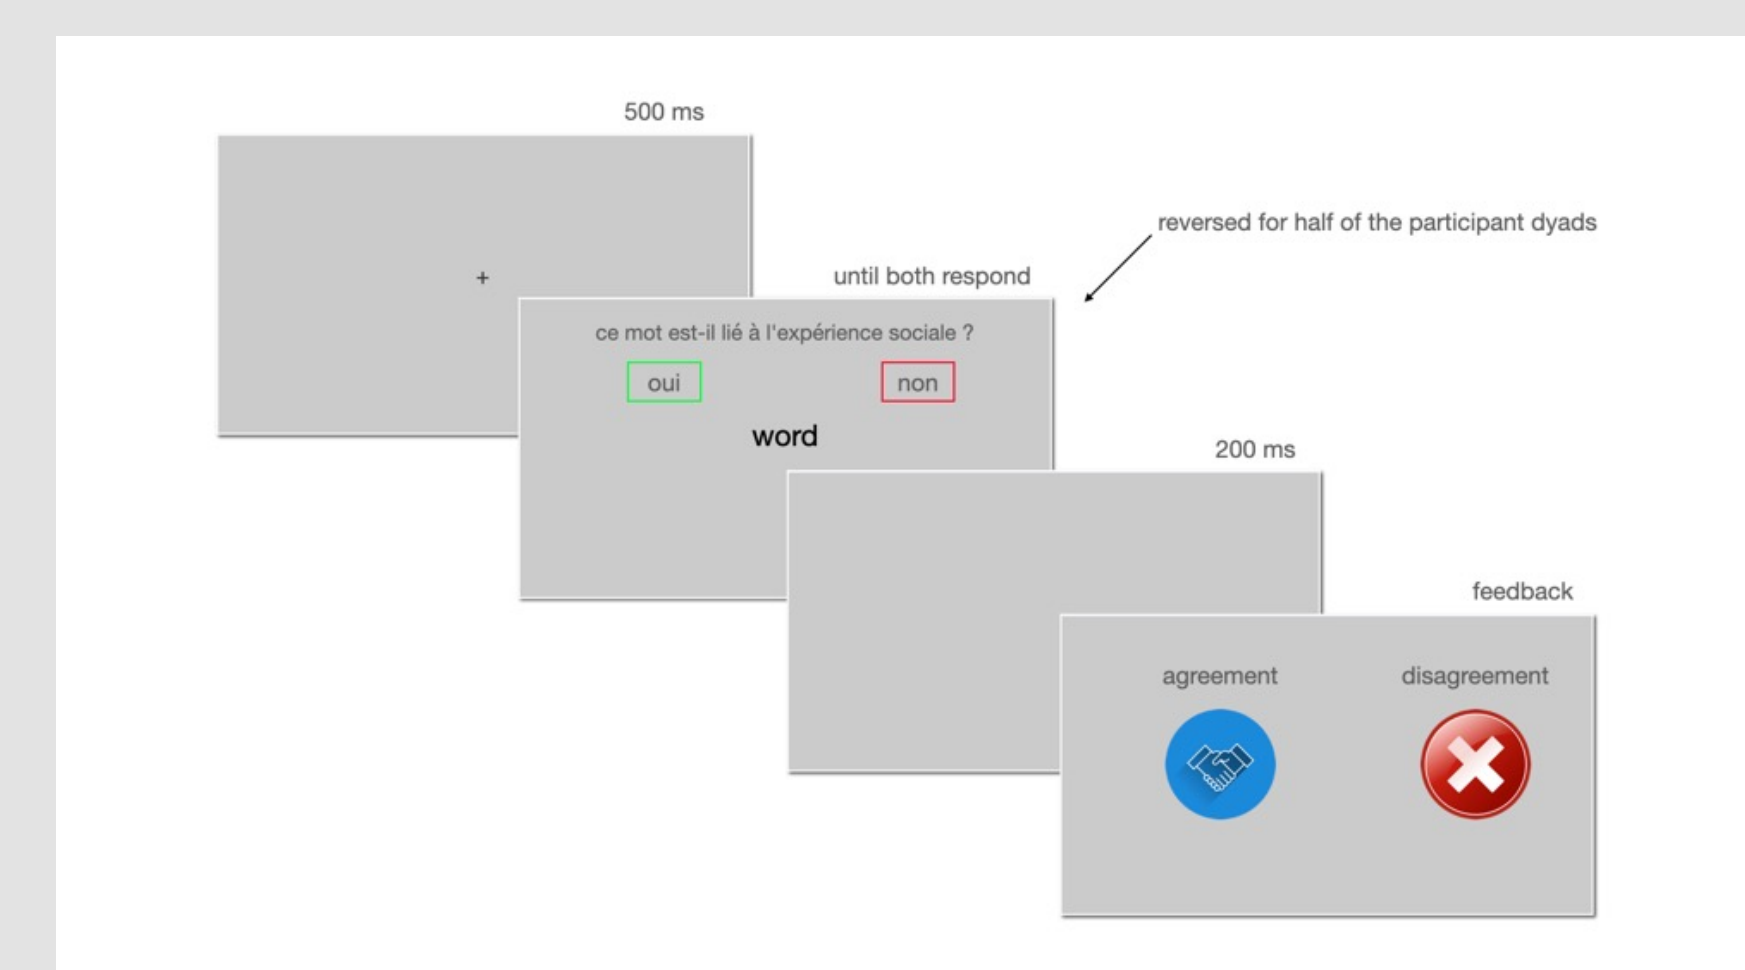 500 ms
+
reversed for half of the participant dyads
until both respond
ce mot est-il lié à l'expérience sociale ?
oui non
word
200 ms
feedback
agreement disagreement